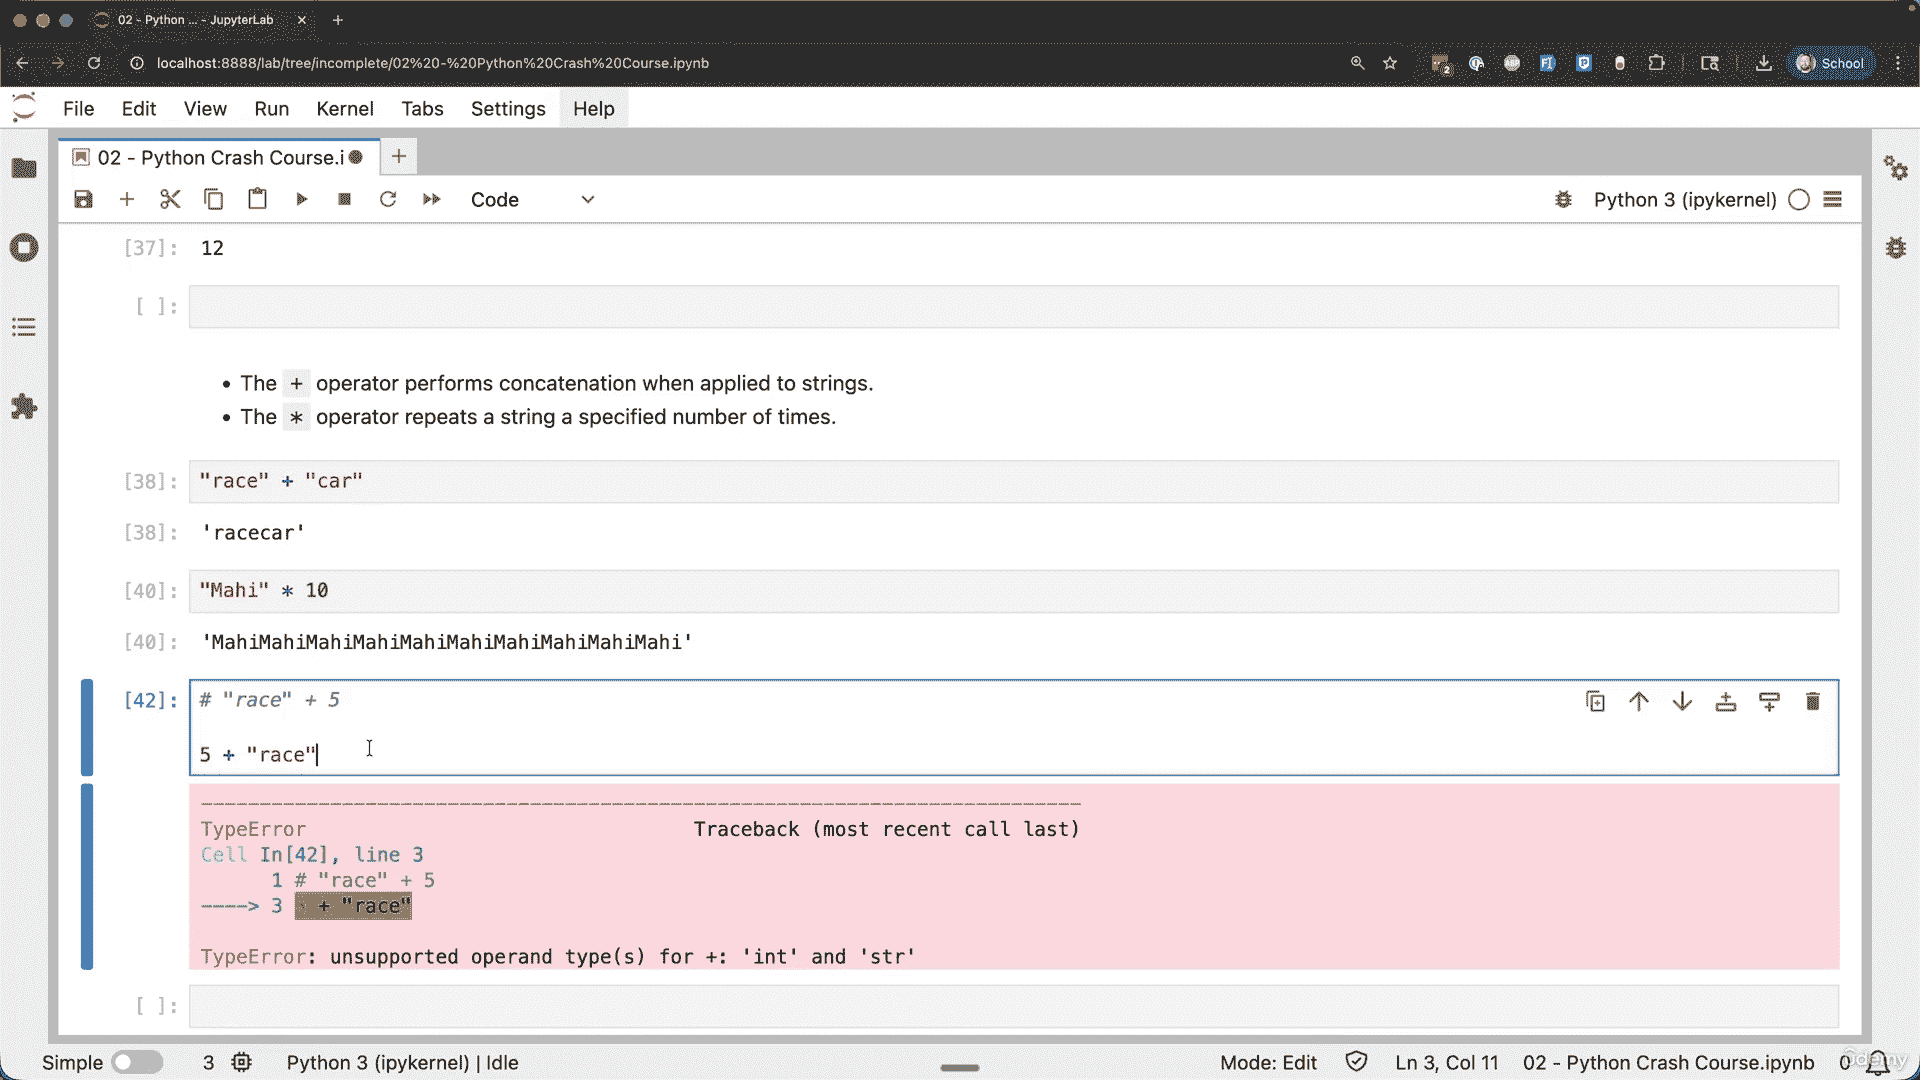 02 - Python ... - JupyterLab
localhost:8888/lab/tree/incomplete/02%20-%20Python%20Crash%20Course.ipynb
2
School
File Edit View Run Kernel Tabs Settings Help
02 - Python Crash Course.i
Code
Python 3 (ipykernel)
[37]: 12
[ ]:
• The + operator performs concatenation when applied to strings.
• The * operator repeats a string a specified number of times.
[38]: "race" + "car"
[38]: 'racecar'
[40]: "Mahi" * 10
[40]: 'MahiMahiMahiMahiMahiMahiMahiMahiMahiMahi'
[42]: # "race" + 5
5 + "race"
---------------------------------------------------------------------------
TypeError Traceback (most recent call last)
Cell In[42], line 3
1 # "race" + 5
----> 3 + "race"
TypeError: unsupported operand type(s) for +: 'int' and 'str'
[ ]:
Simple 3 Python 3 (ipykernel) | Idle Mode: Edit Ln 3, Col 11 02 - Python Crash Course.ipynb 0
udemy